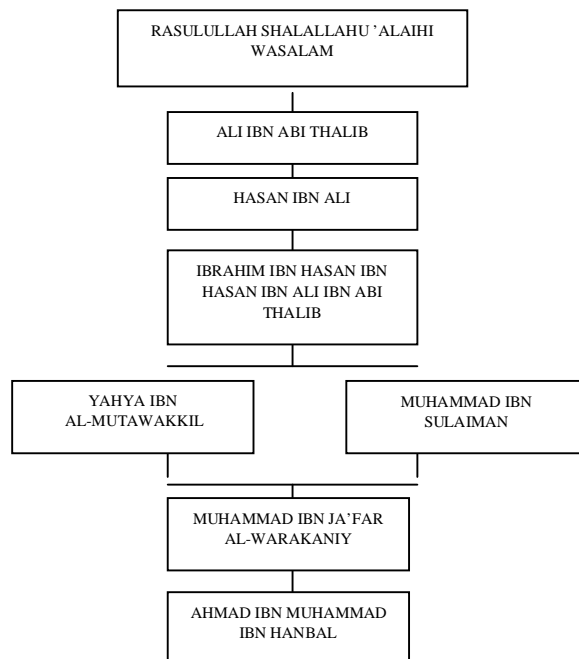 RASULULLAH SHALALLAHU ’ALAIHI
WASALAM
ALI IBN ABI THALIB
HASAN IBN ALI
IBRAHIM IBN HASAN IBN
HASAN IBN ALI IBN ABI
THALIB
YAHYA IBN
AL-MUTAWAKKIL
MUHAMMAD IBN
SULAIMAN
MUHAMMAD IBN JA’FAR
AL-WARAKANIY
AHMAD IBN MUHAMMAD
IBN HANBAL